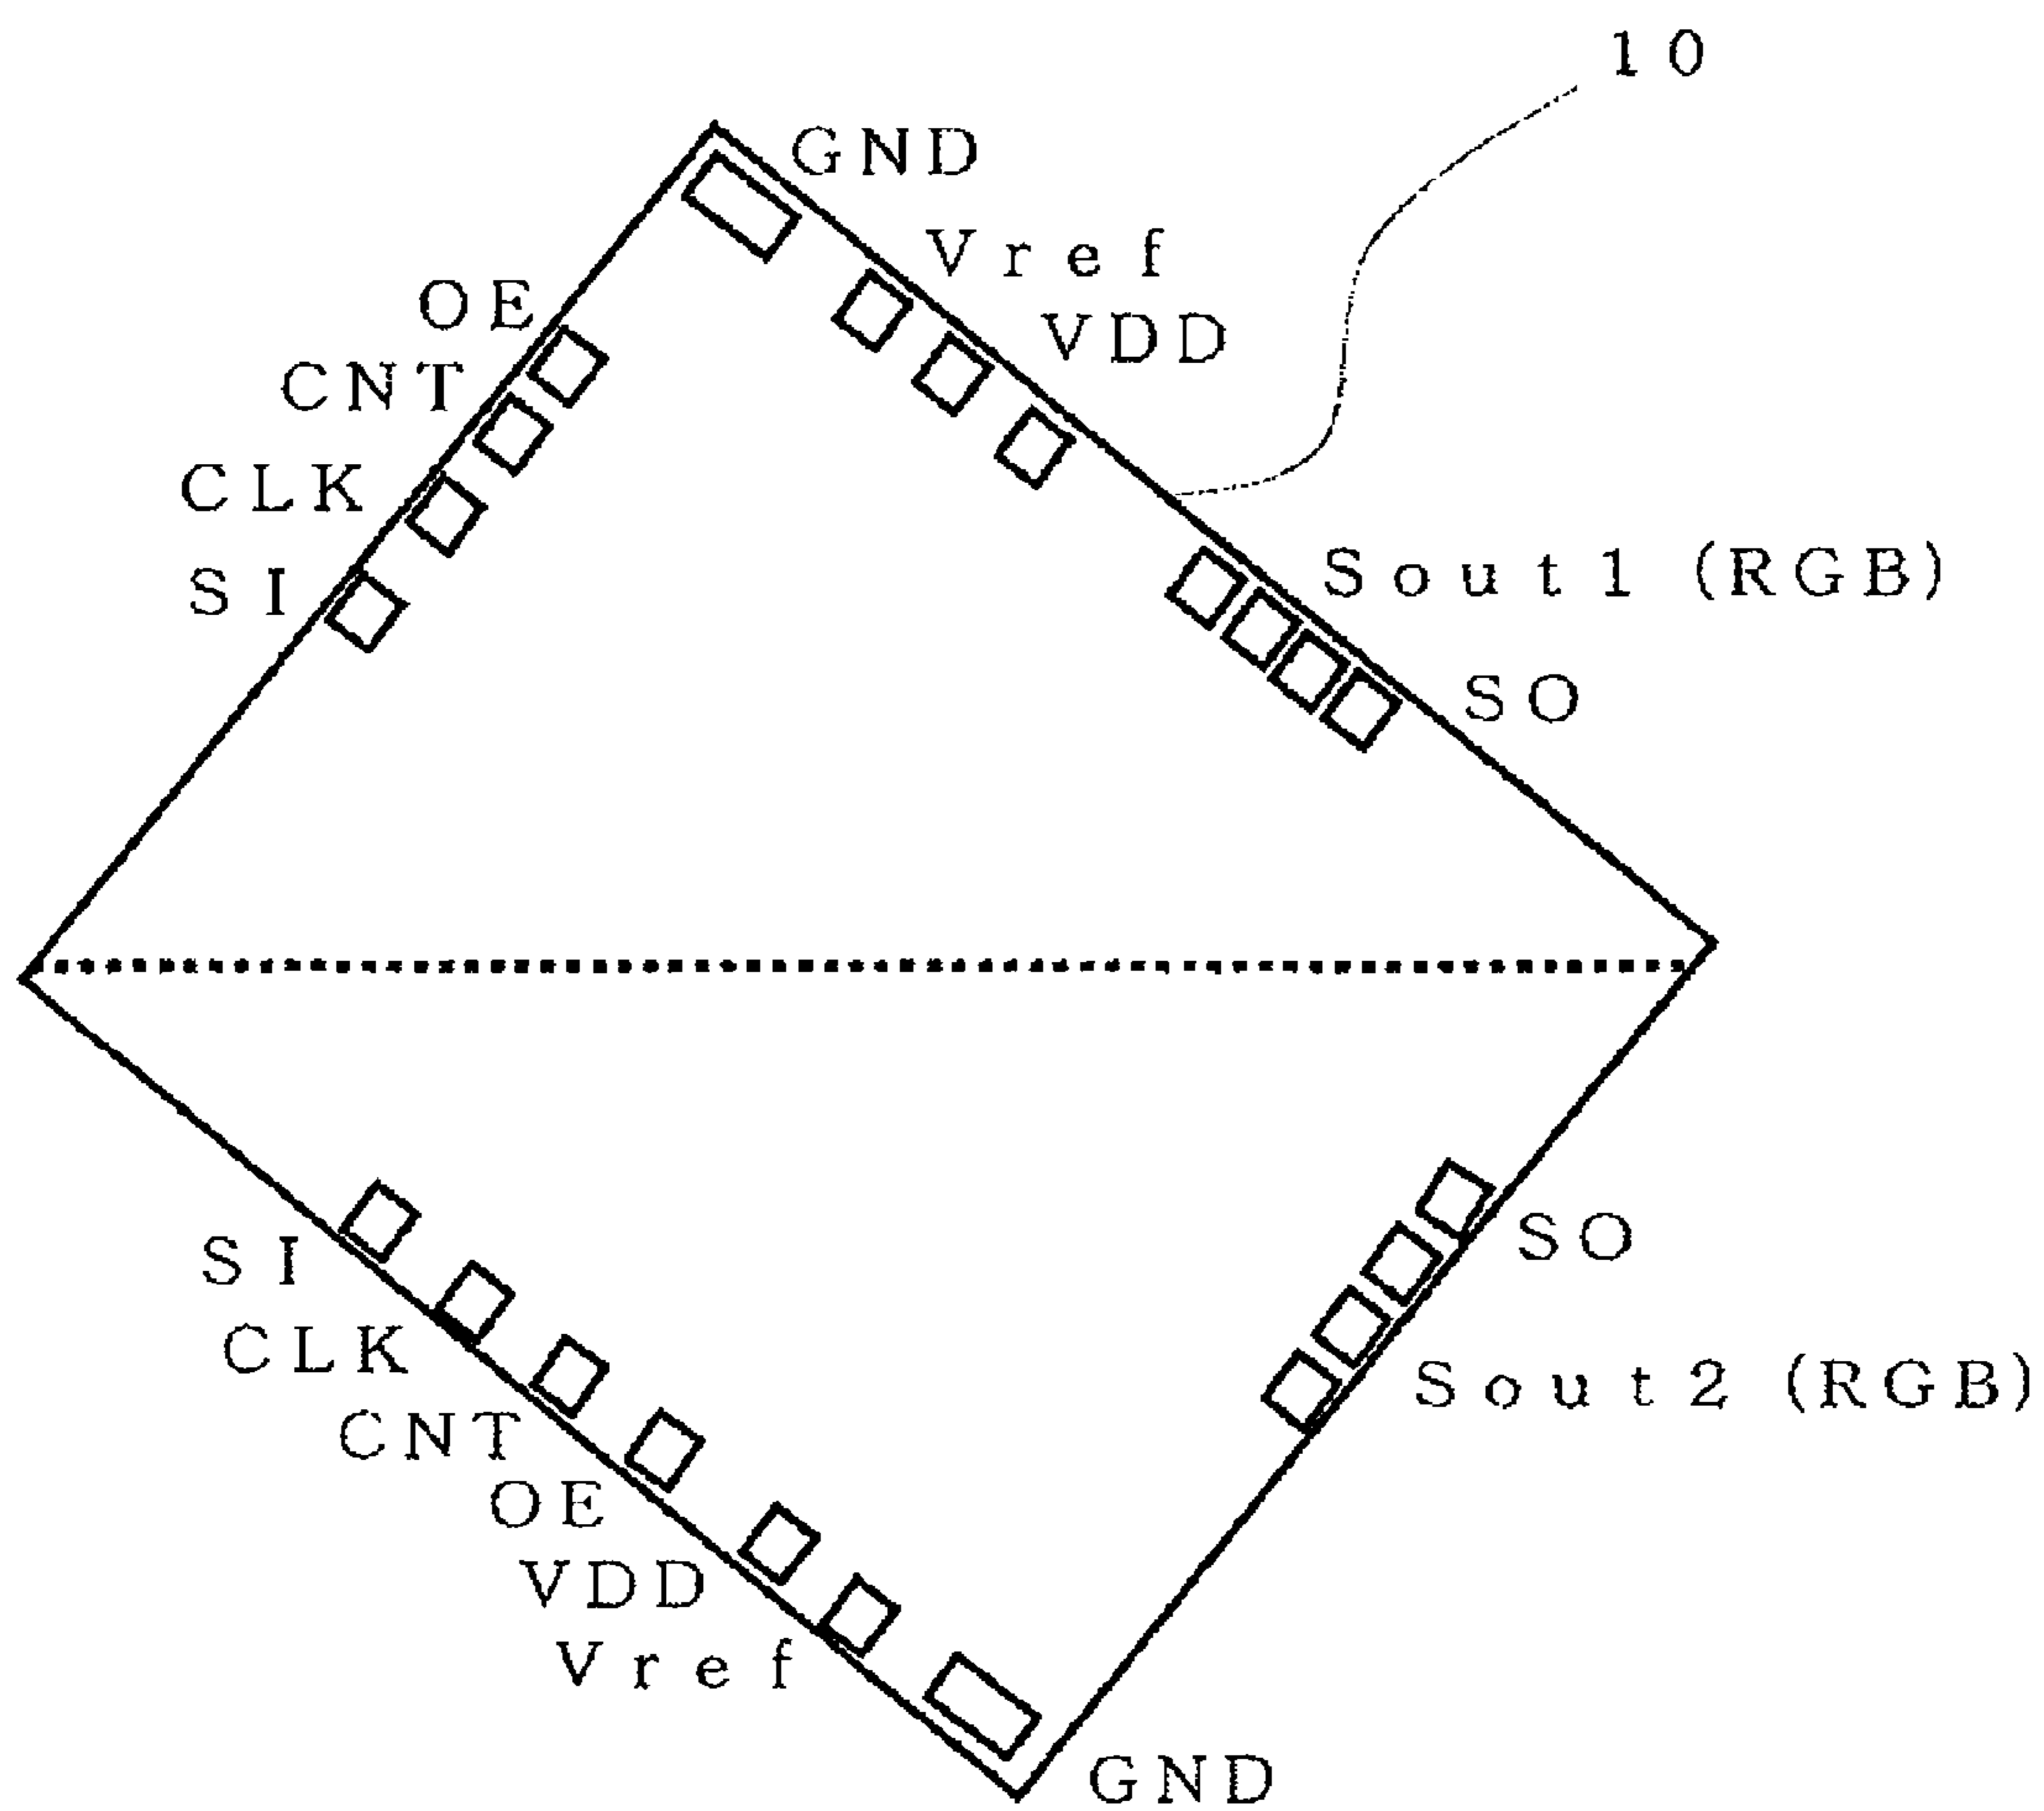 10
GND
Vref
OE
VDD
CNT
CLK
Sout1 (RGB)
SI
SO
SO
SI
CLK
Sout2 (RGB)
CNT
OE
VDD
Vref
GND